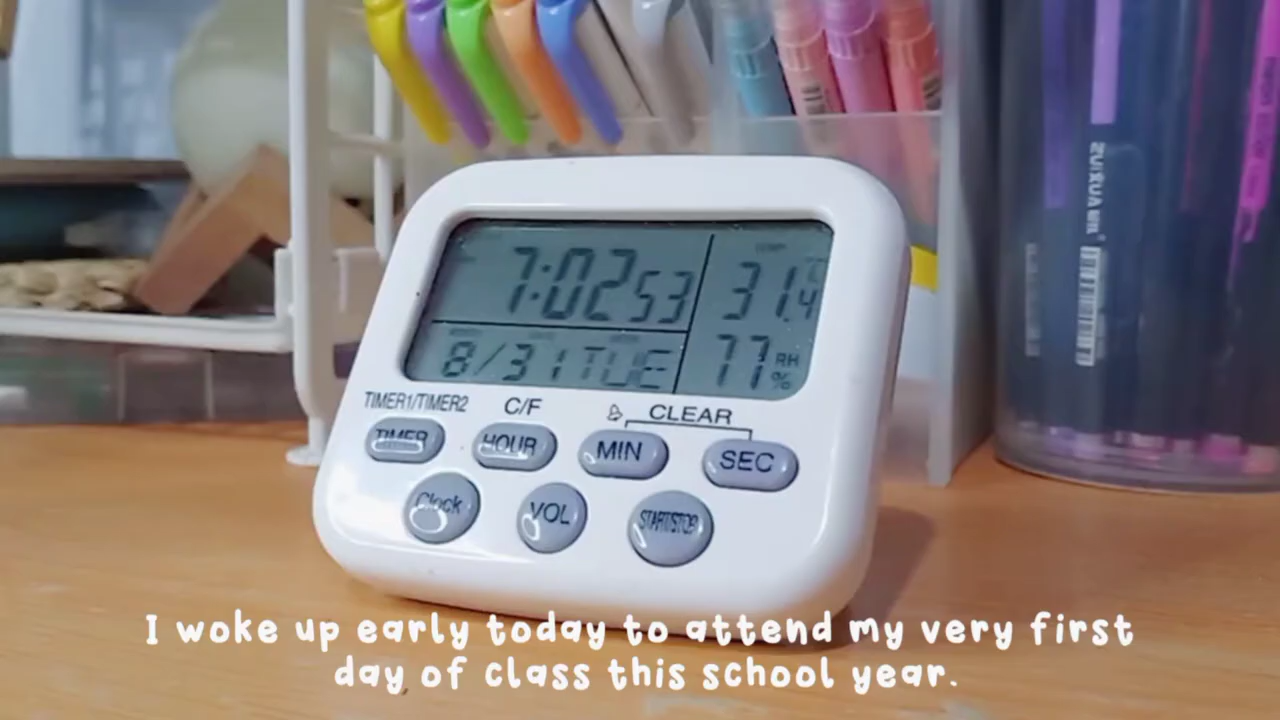 7:02 53
31.4
8/31 TUE
77 RH %
TIMER1/TIMER2 C/F CLEAR
TIMER HOUR MIN SEC
Clock VOL START/STOP
I woke up early today to attend my very first
day of class this school year.